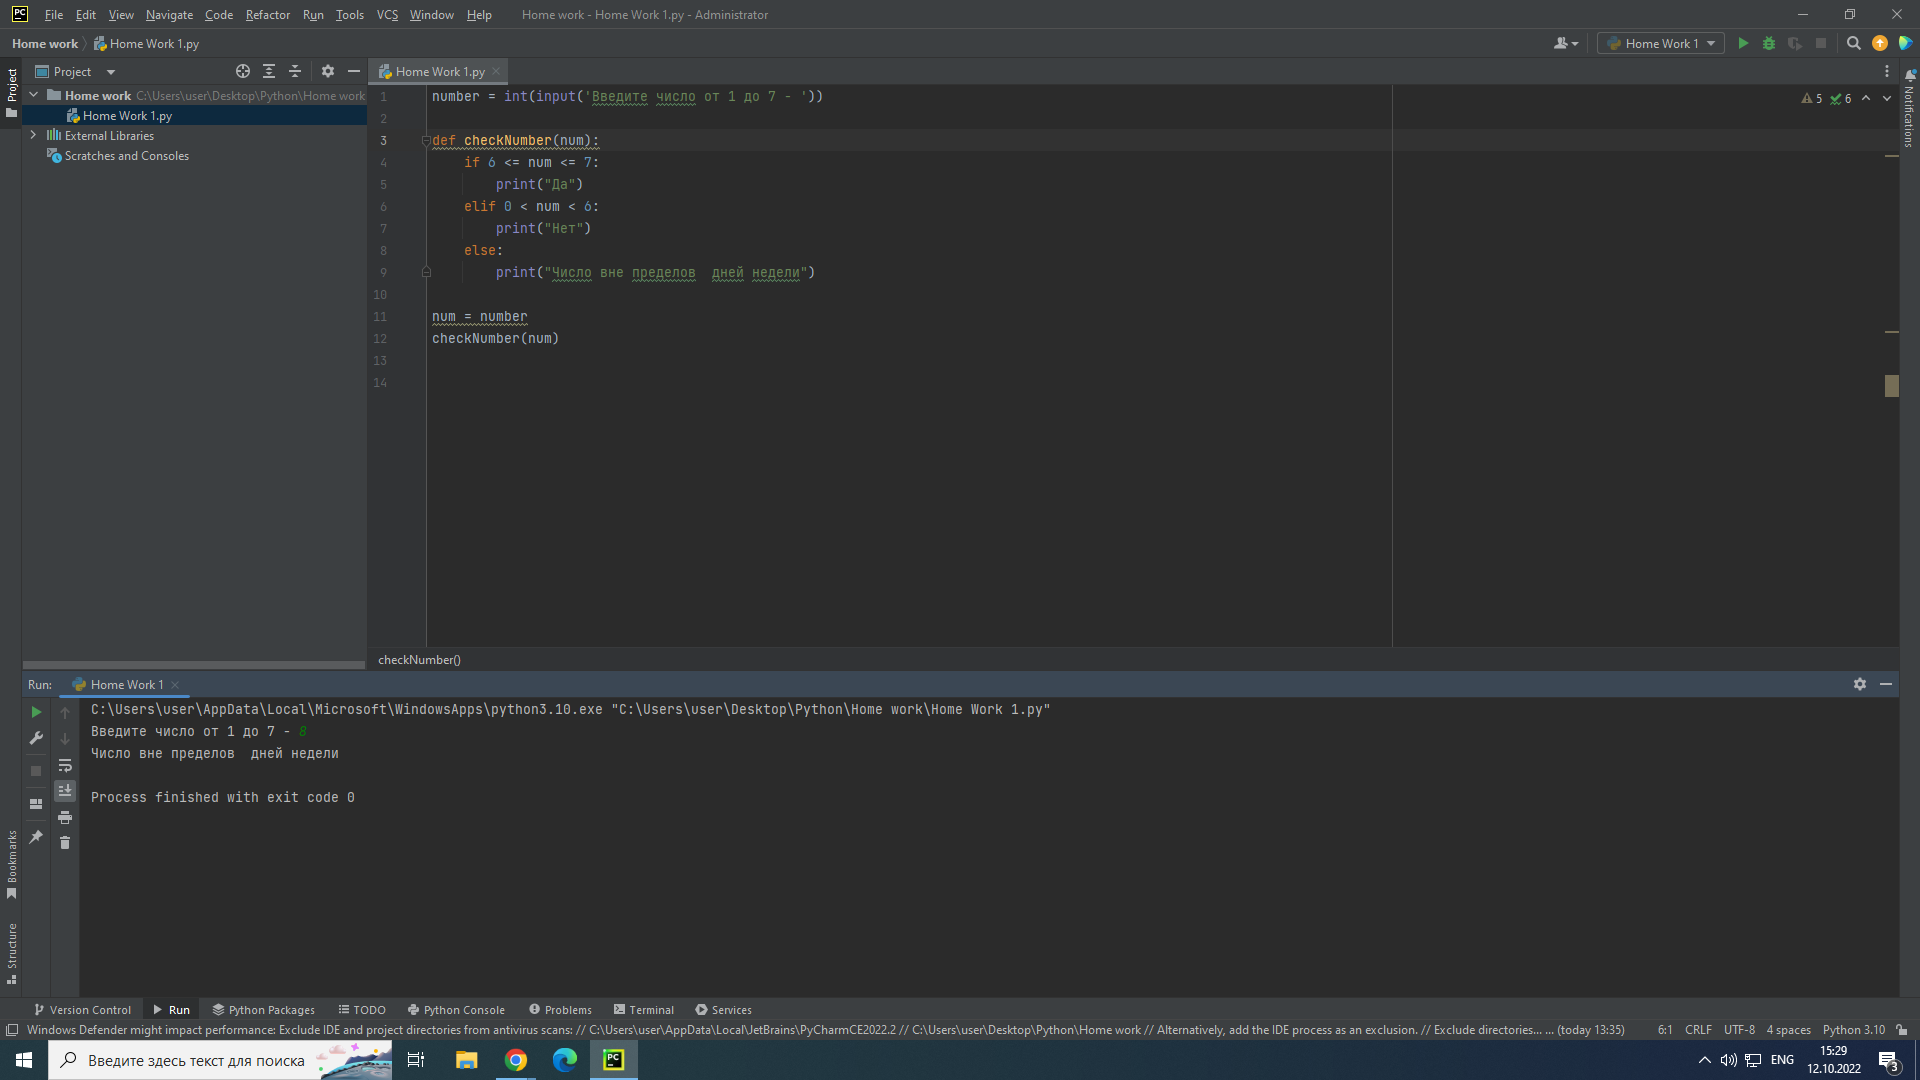 PC File Edit View Navigate Code Refactor Run Tools VCS Window Help Home work - Home Work 1.py - Administrator
Home work Home Work 1.py Home Work 1
Project Home Work 1.py
Project
Home work C:\Users\user\Desktop\Python\Home work
Home Work 1.py
External Libraries
Scratches and Consoles
5 6
1 number = int(input('Введите число от 1 до 7 - '))
2
3 def checkNumber(num):
4 if 6 <= num <= 7:
5 print("Да")
6 elif 0 < num < 6:
7 print("Нет")
8 else:
9 print("Число вне пределов  дней недели")
10
11 num = number
12 checkNumber(num)
13
14
Notifications
checkNumber()
Run: Home Work 1
C:\Users\user\AppData\Local\Microsoft\WindowsApps\python3.10.exe "C:\Users\user\Desktop\Python\Home work\Home Work 1.py"
Введите число от 1 до 7 - 8
Число вне пределов  дней недели
Process finished with exit code 0
Bookmarks
Structure
Version Control Run Python Packages TODO Python Console Problems Terminal Services
Windows Defender might impact performance: Exclude IDE and project directories from antivirus scans: // C:\Users\user\AppData\Local\JetBrains\PyCharmCE2022.2 // C:\Users\user\Desktop\Python\Home work // Alternatively, add the IDE process as an exclusion. // Exclude directories... ... (today 13:35) 6:1 CRLF UTF-8 4 spaces Python 3.10
Введите здесь текст для поиска PC ENG 15:29
12.10.2022 3